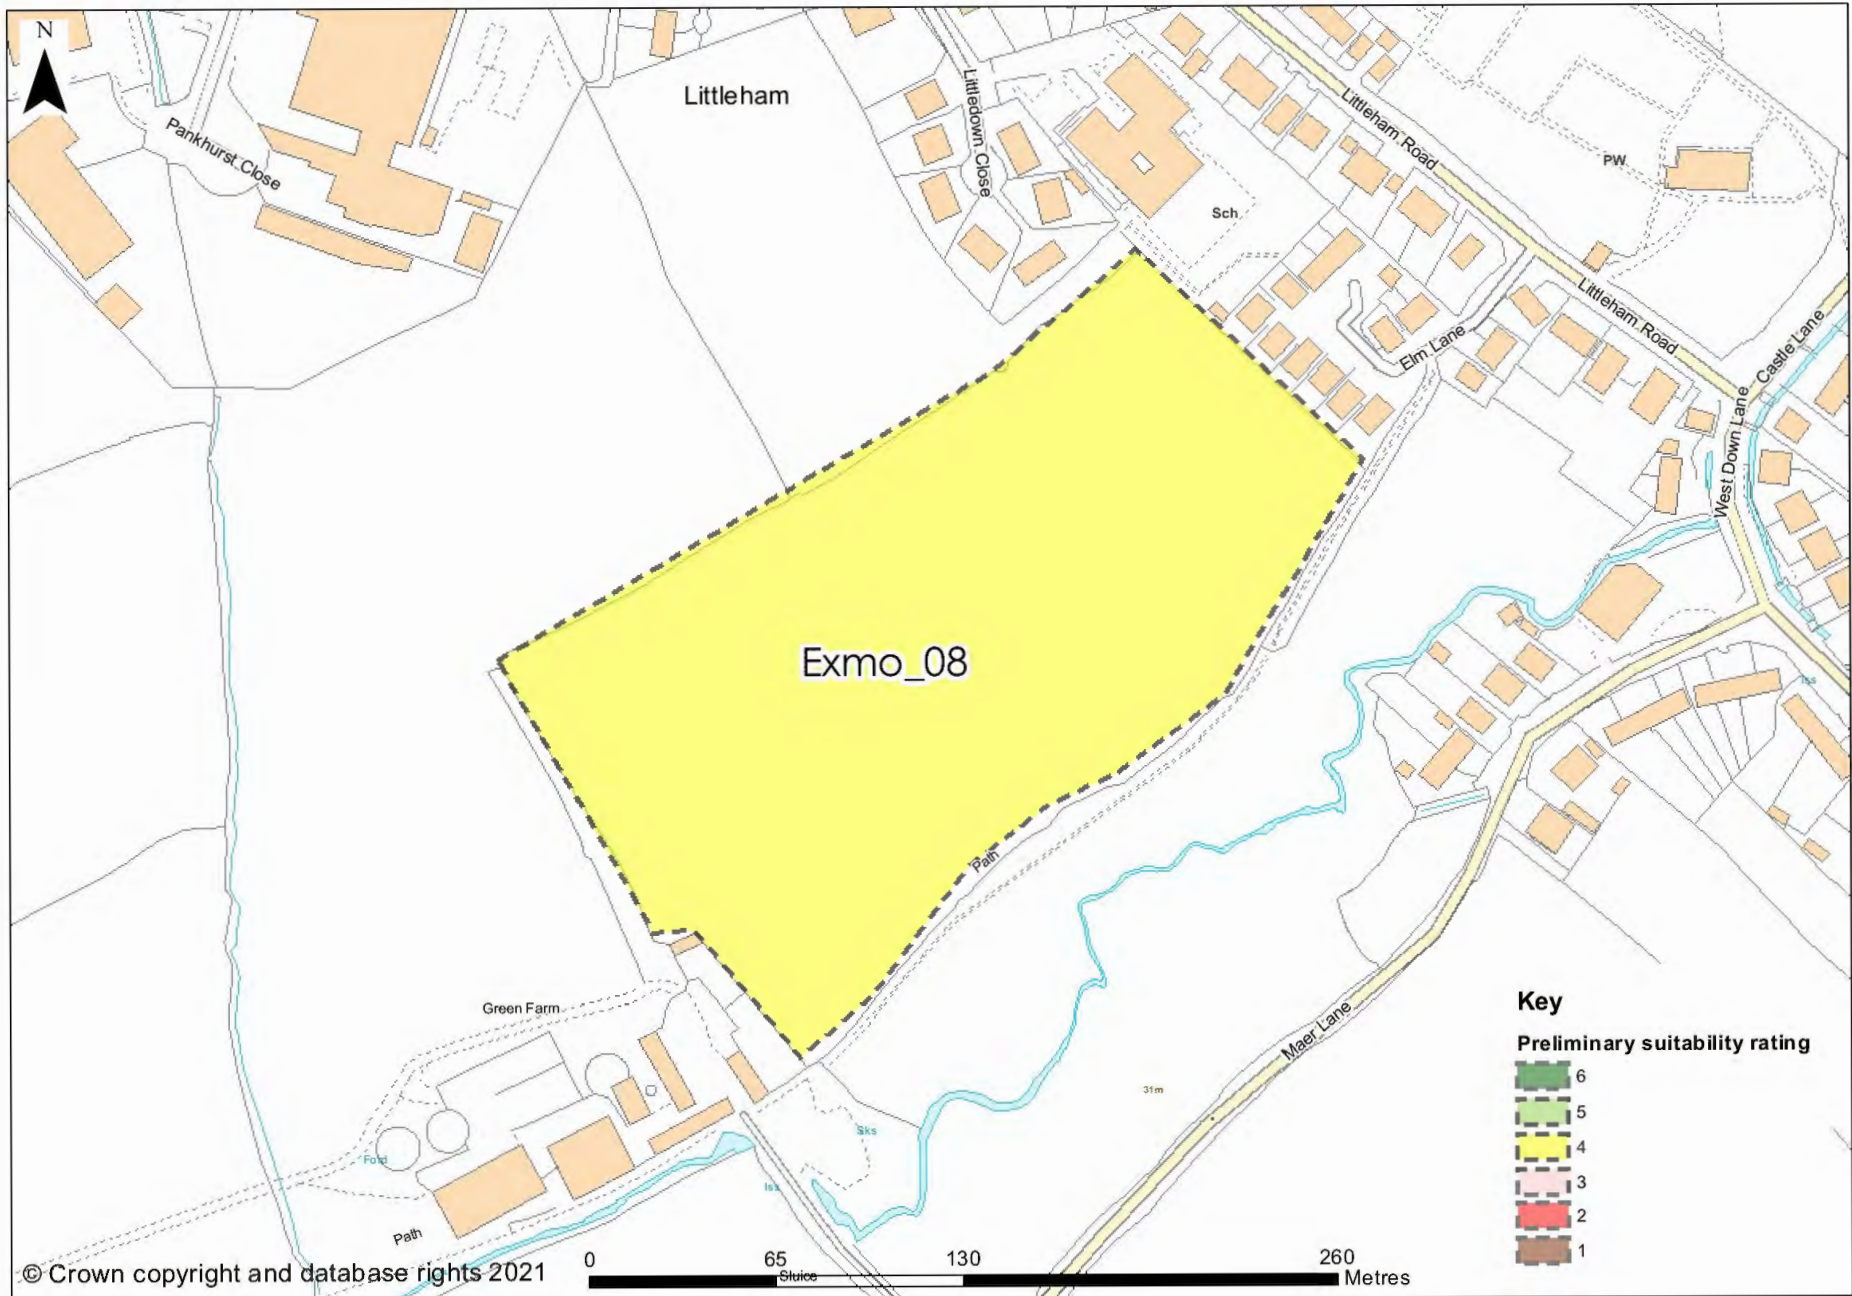 N
Littleham
Pankhurst Close
Littledown Close
Littleham Road
PW
Sch
Littleham Road
Castle Lane
Elm Lane
West Down Lane
Exmo_08
Iss
Path
Green Farm
Maer Lane
31m
Sks
Ford
Iss
Path
Key
Preliminary suitability rating
6
5
4
3
2
1
0 65 130 260
Sluice
Metres
© Crown copyright and database rights 2021